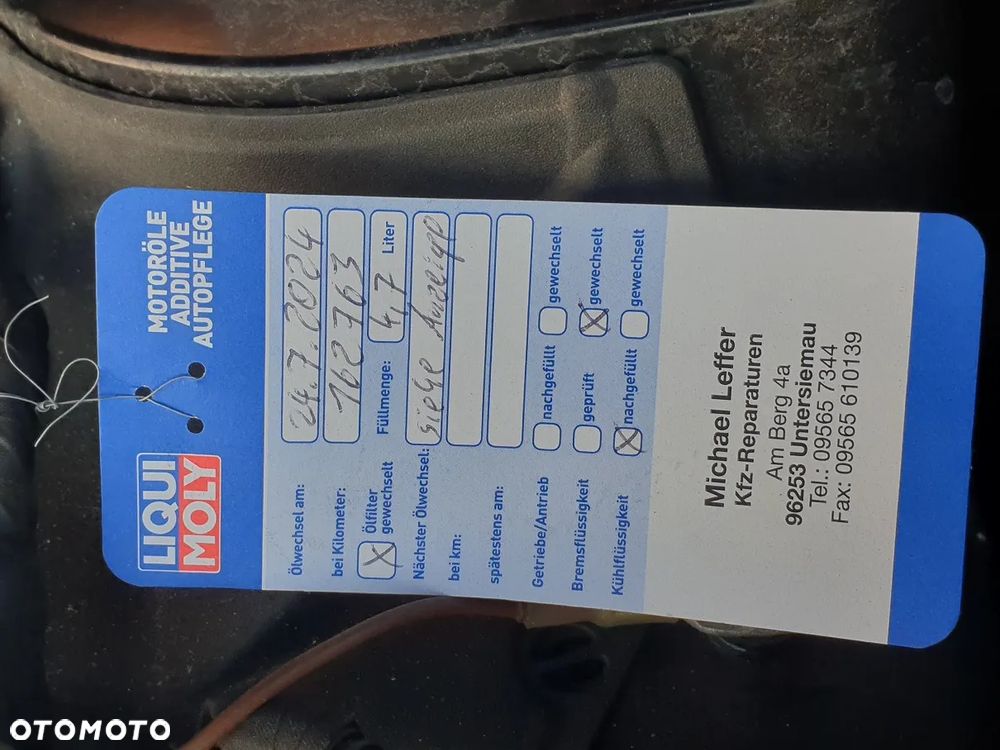 LIQUI
MOLY
MOTORÖLE
ADDITIVE
AUTOPFLEGE
Ölwechsel am: 24.7.2024
bei Kilometer: 162763
Ölfilter gewechselt Füllmenge: 4,7 Liter
Nächster Ölwechsel: siehe Anzeige
bei km:
spätestens am:
Getriebe/Antrieb nachgefüllt gewechselt
Bremsflüssigkeit geprüft gewechselt
Kühlflüssigkeit nachgefüllt gewechselt
Michael Leffer
Kfz-Reparaturen
Am Berg 4a
96253 Untersiemau
Tel.: 09565 7344
Fax: 09565 610139
OTOMOTO